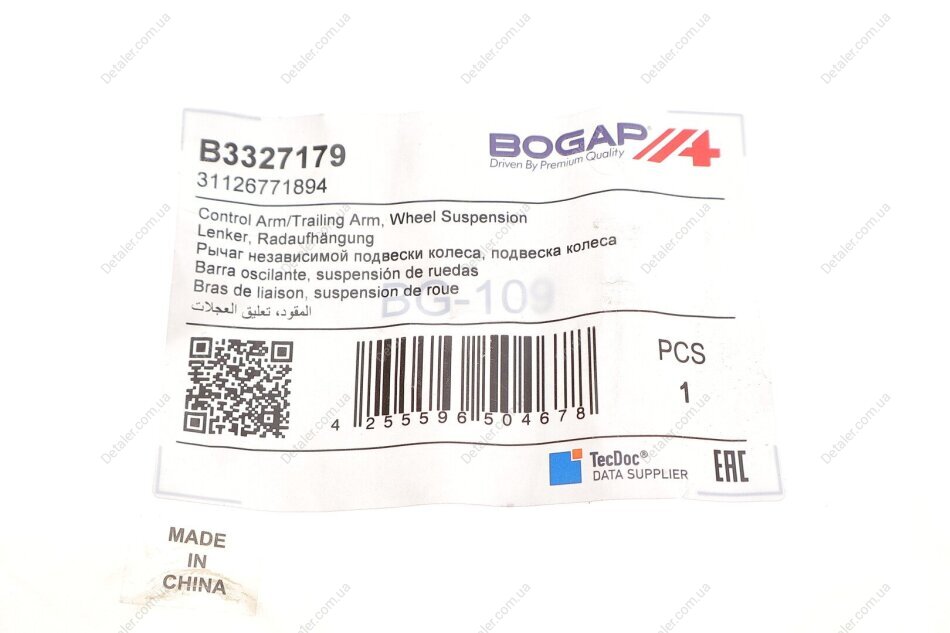 B3327179
31126771894
BOGAP
Driven By Premium Quality
Control Arm/Trailing Arm, Wheel Suspension
Lenker, Radaufhängung
Рычаг независимой подвески колеса, подвеска колеса
Barra oscilante, suspensión de ruedas
Bras de liaison, suspension de roue
المقود، تعليق العجلات
BG-109
PCS
1
4 255596 504678
TecDoc®
DATA SUPPLIER
EAC
MADE
IN
CHINA
Detaler.com.ua